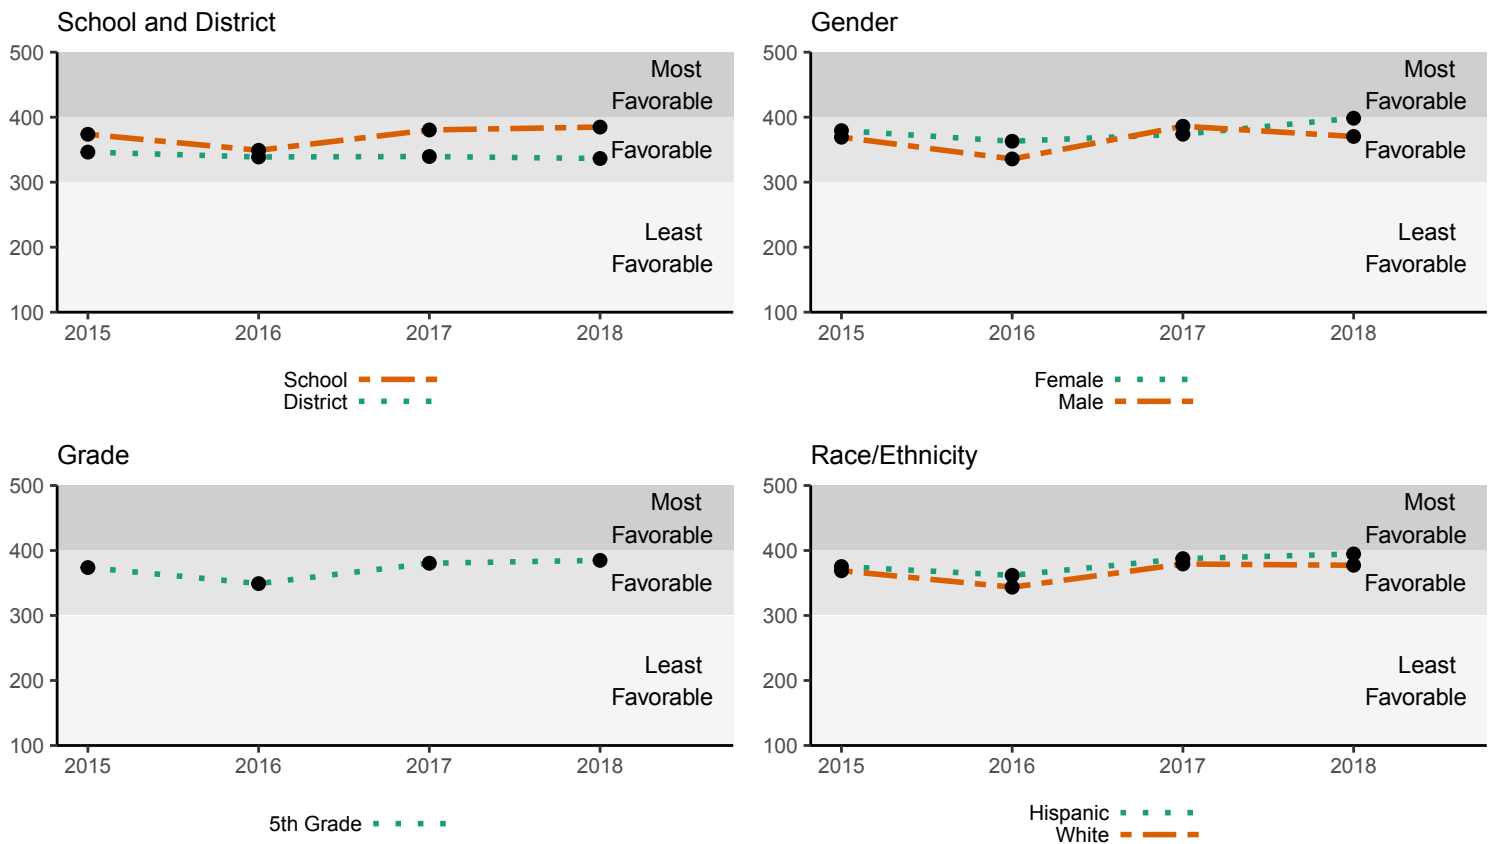 School and District
500
400
300
200
100
Most
Favorable
Favorable
Least
Favorable
2015 2016 2017 2018
School
District
Gender
500
400
300
200
100
Most
Favorable
Favorable
Least
Favorable
2015 2016 2017 2018
Female
Male
Grade
500
400
300
200
100
Most
Favorable
Favorable
Least
Favorable
2015 2016 2017 2018
5th Grade
Race/Ethnicity
500
400
300
200
100
Most
Favorable
Favorable
Least
Favorable
2015 2016 2017 2018
Hispanic
White